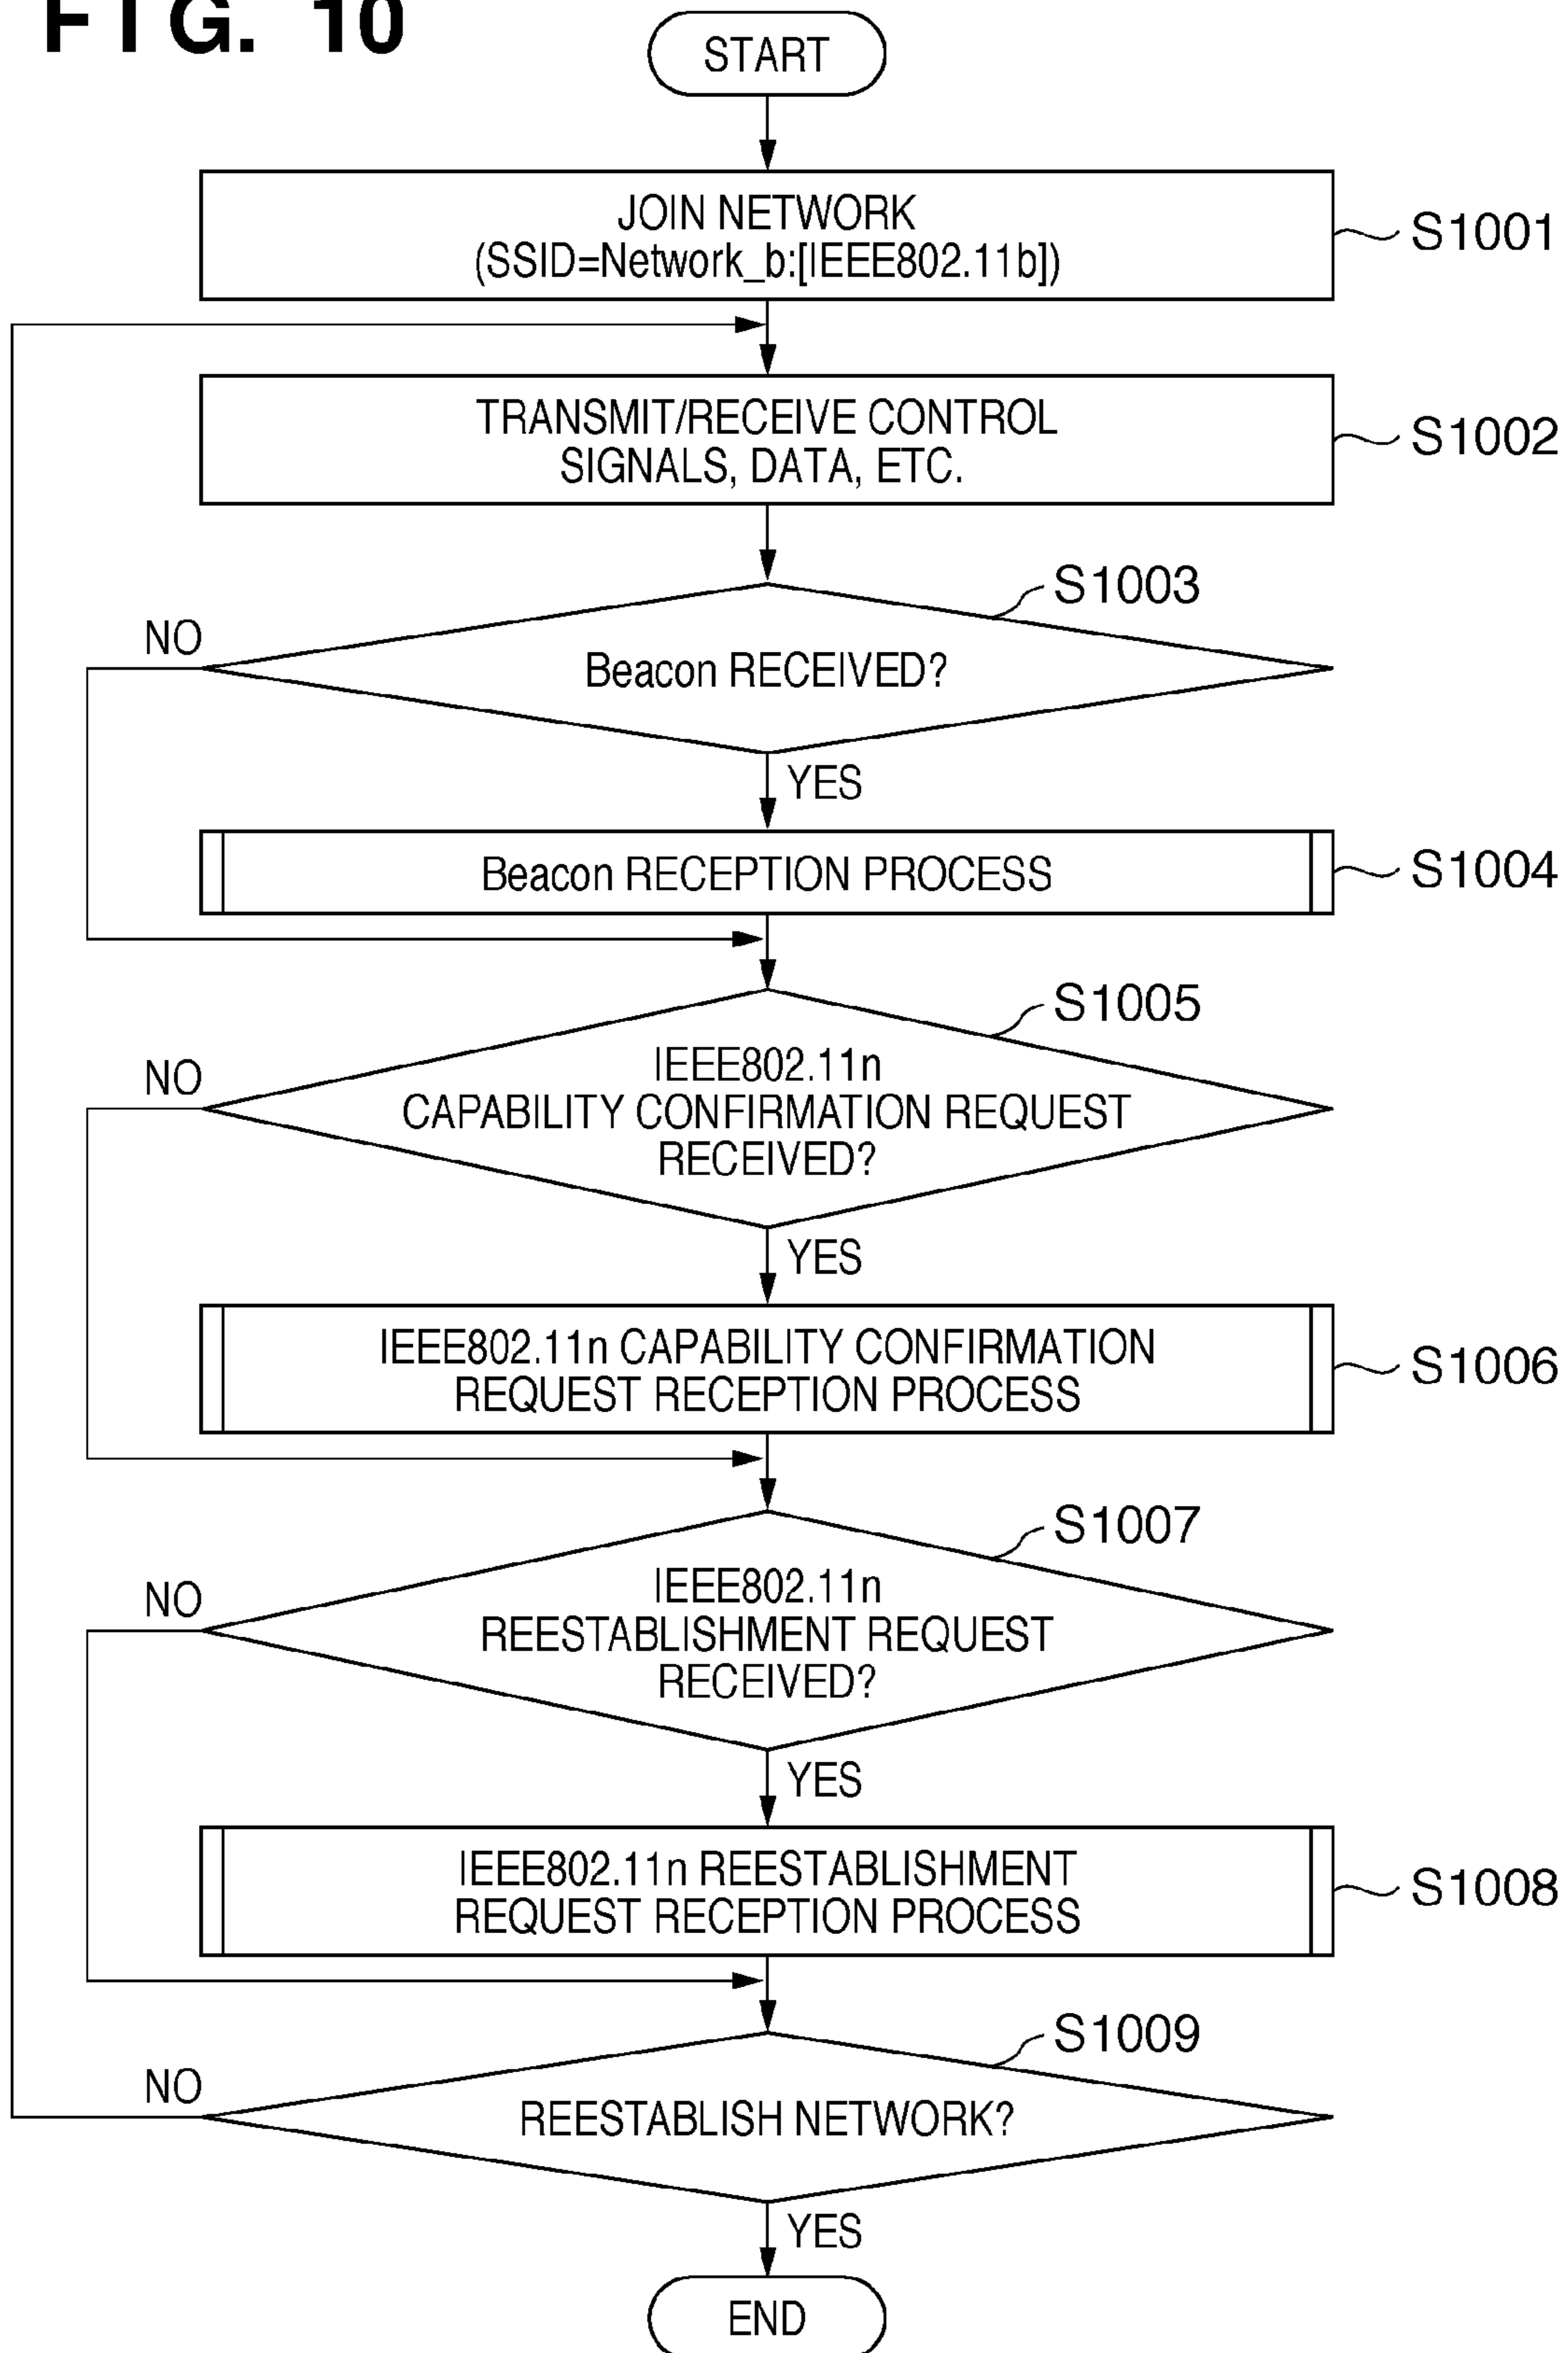 FIG. 10
START
JOIN NETWORK
(SSID=Network_b:[IEEE802.11b])
S1001
TRANSMIT/RECEIVE CONTROL
SIGNALS, DATA, ETC.
S1002
S1003
NO
Beacon RECEIVED?
YES
Beacon RECEPTION PROCESS
S1004
S1005
NO
IEEE802.11n
CAPABILITY CONFIRMATION REQUEST
RECEIVED?
YES
IEEE802.11n CAPABILITY CONFIRMATION
REQUEST RECEPTION PROCESS
S1006
S1007
NO
IEEE802.11n
REESTABLISHMENT REQUEST
RECEIVED?
YES
IEEE802.11n REESTABLISHMENT
REQUEST RECEPTION PROCESS
S1008
S1009
NO
REESTABLISH NETWORK?
YES
END